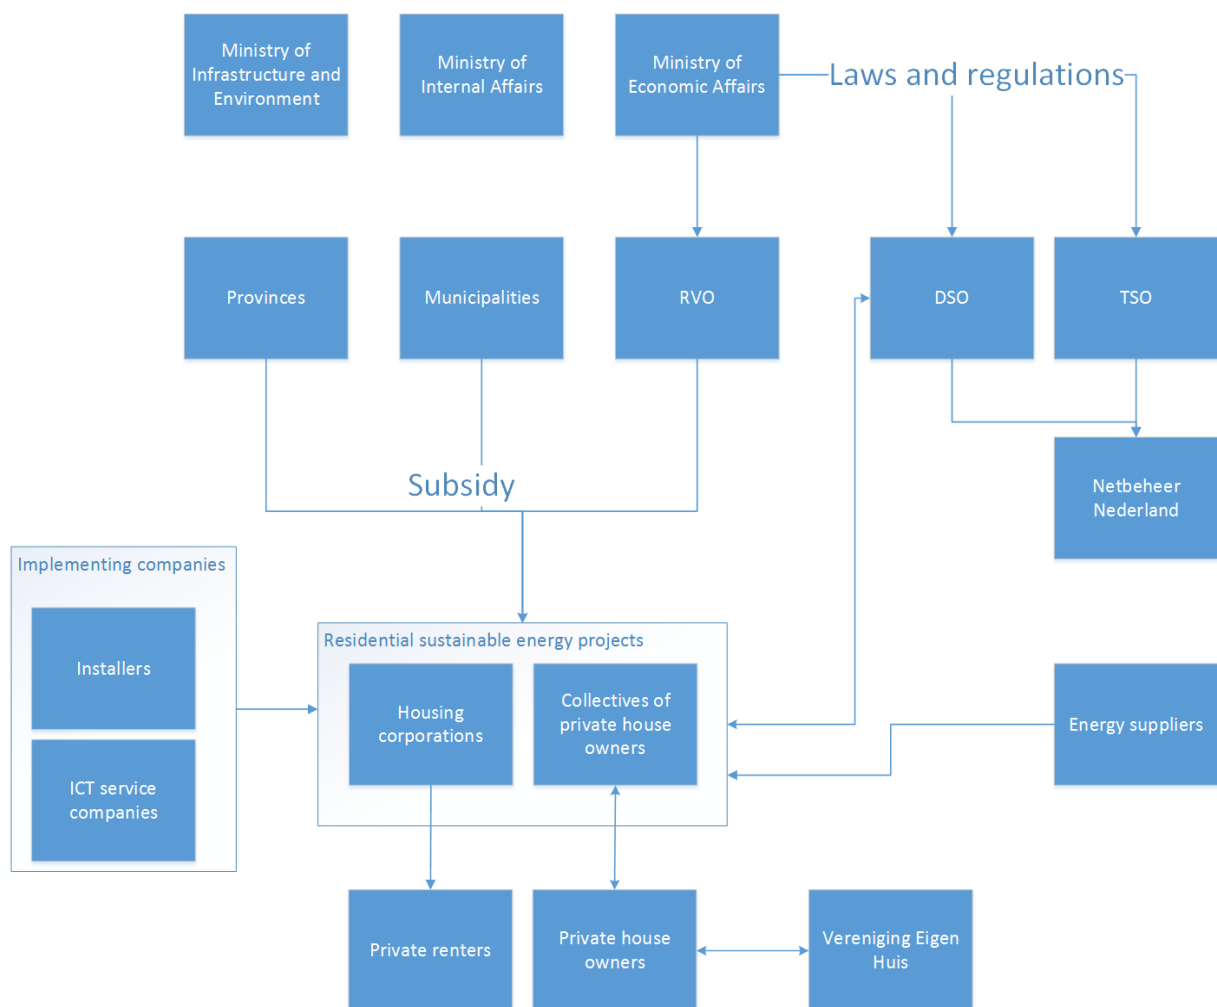 Ministry of
Infrastructure and
Environment
Ministry of
Internal Affairs
Ministry of
Economic Affairs
Laws and regulations
Provinces
Municipalities
RVO
DSO
TSO
Subsidy
Netbeheer
Nederland
Implementing companies
Installers
ICT service
companies
Residential sustainable energy projects
Housing
corporations
Collectives of
private house
owners
Energy suppliers
Private renters
Private house
owners
Vereniging Eigen
Huis